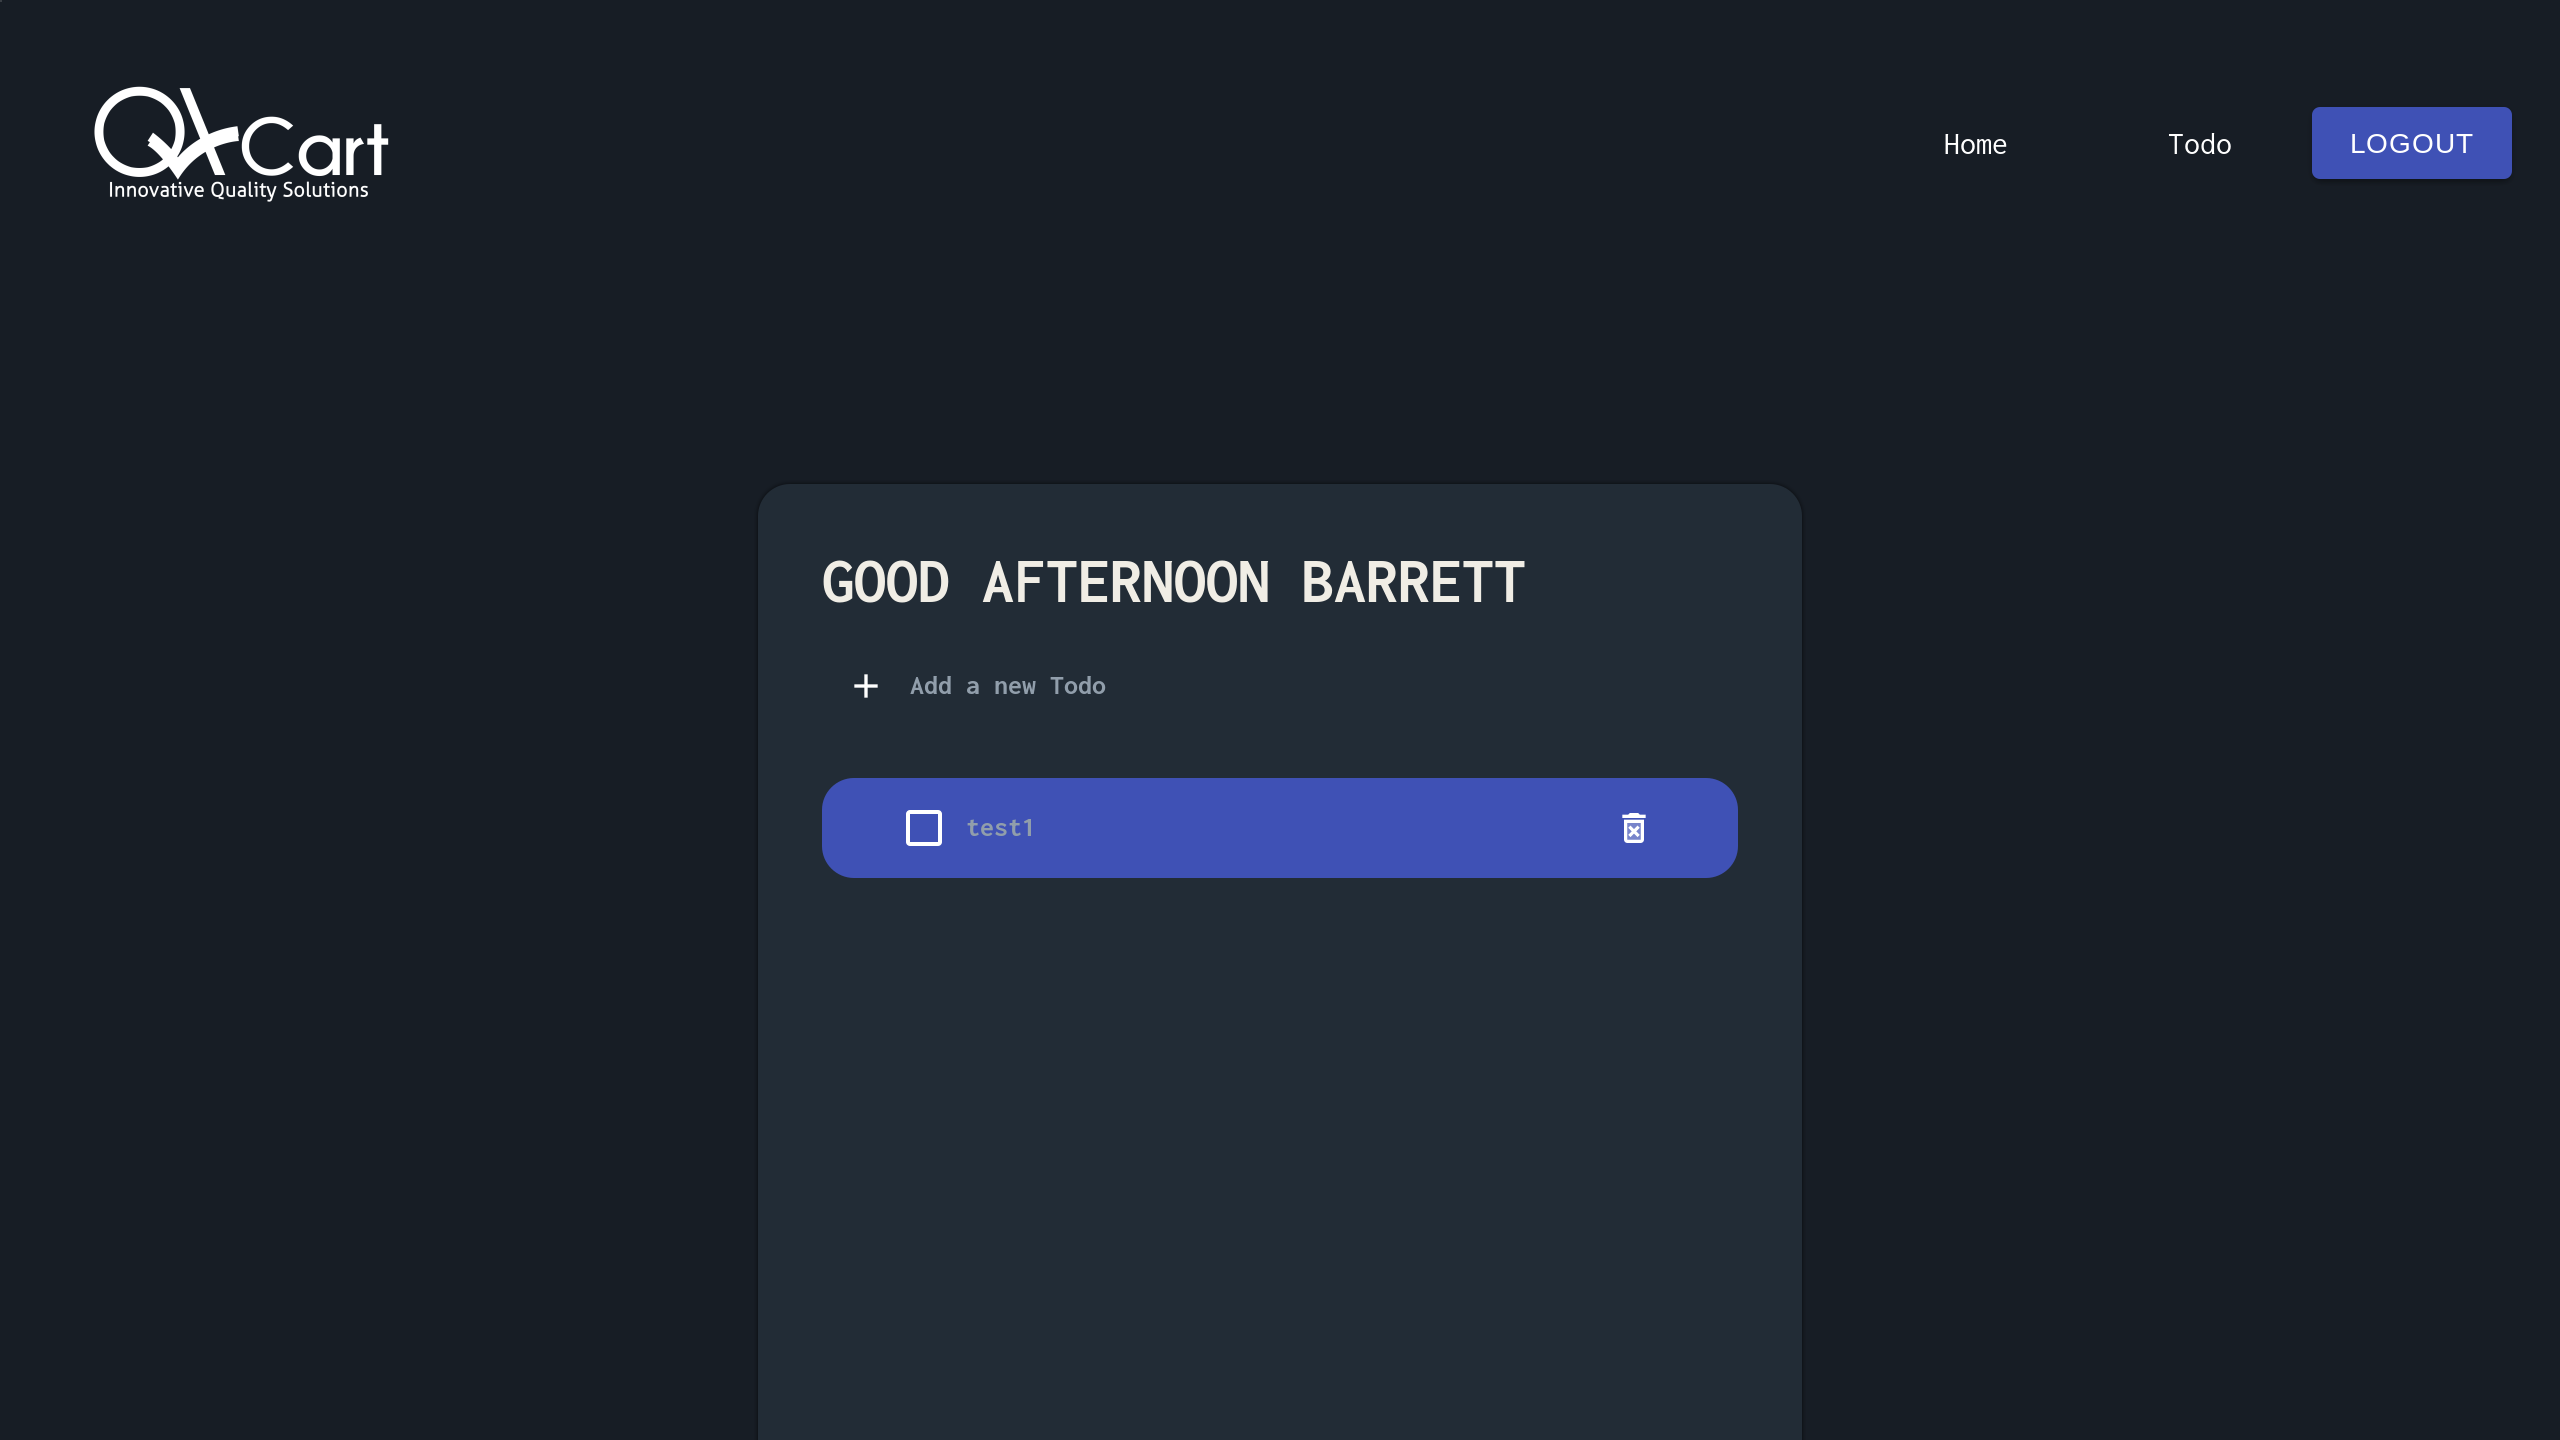 QACart
Innovative Quality Solutions
Home
Todo
LOGOUT
GOOD AFTERNOON BARRETT
Add a new Todo
test1